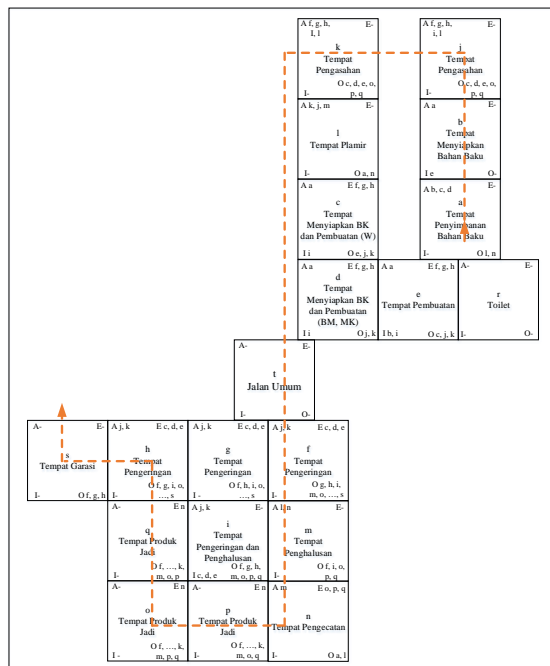 A f, g, h, I, l E-
k
Tempat
Pengasahan
I- O c, d, e, o, p, q
A f, g, h, i, l E-
j
Tempat
Pengasahan
I- O c, d, e, o, p, q
A k, j, m E-
l
Tempat Plamir
I- O a, n
A a E-
b
Tempat
Menyiapkan
Bahan Baku
I e O-
A a E f, g, h
c
Tempat
Menyiapkan BK
dan Pembuatan (W)
I i O e, j, k
A b, c, d E-
a
Tempat
Penyimpanan
Bahan Baku
I- O l, n
A a E f, g, h
d
Tempat
Menyiapkan BK
dan Pembuatan
(BM, MK)
I i O j, k
A a E f, g, h
e
Tempat Pembuatan
I b, i O c, j, k
A- E-
r
Toilet
I- O-
A- E-
t
Jalan Umum
I- O-
A- E-
s
Tempat Garasi
I- O f, g, h
A j, k E c, d, e
h
Tempat
Pengeringan
I- O f, g, i, o, …, s
A j, k E c, d, e
g
Tempat
Pengeringan
I - O f, h, i, o, …, s
A j, k E c, d, e
f
Tempat
Pengeringan
I- O g, h, i, m, o, …, s
A- E n
q
Tempat Produk
Jadi
I- O f, …, k, m, o, p
A j, k E-
i
Tempat
Pengeringan dan
Penghalusan
I c, d, e O f, g, h, m, o, p, q
A l, n E-
m
Tempat
Penghalusan
I- O f, i, o, p, q
A- E n
o
Tempat Produk
Jadi
I - O f, …, k, m, p, q
A- E n
p
Tempat Produk
Jadi
I- O f, …, k, m, o, q
A m E o, p, q
n
Tempat Pengecatan
I- O a, l